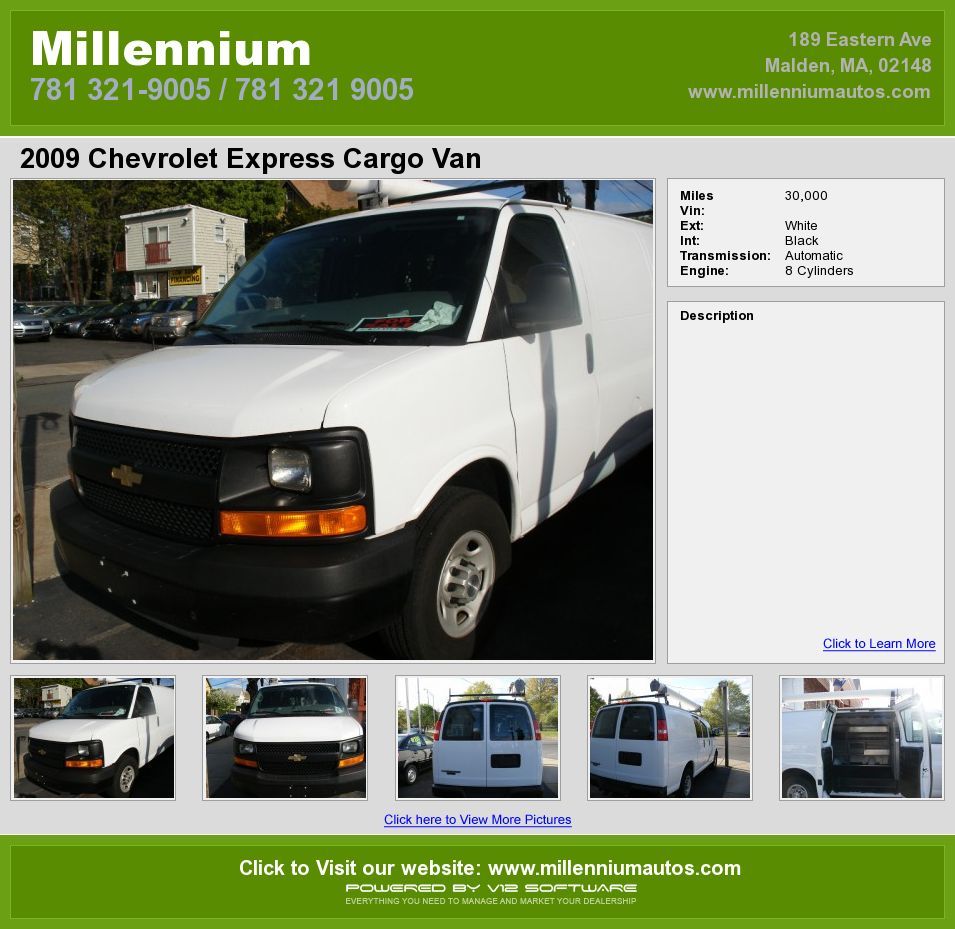 Millennium
781 321-9005 / 781 321 9005
189 Eastern Ave
Malden, MA, 02148
www.millenniumautos.com
2009 Chevrolet Express Cargo Van
FINANCING
FOR
Miles 30,000
Vin:
Ext: White
Int: Black
Transmission: Automatic
Engine: 8 Cylinders
Description
Click to Learn More
Click here to View More Pictures
Click to Visit our website: www.millenniumautos.com
POWERED BY V12 SOFTWARE
EVERYTHING YOU NEED TO MANAGE AND MARKET YOUR DEALERSHIP